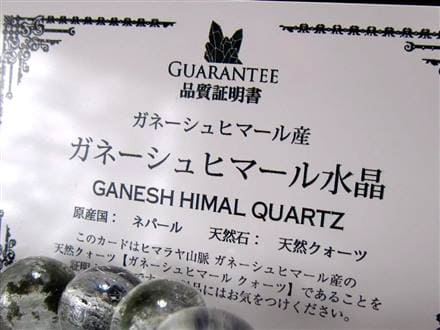 GUARANTEE
品質証明書
ガネーシュヒマール産
ガネーシュヒマール水晶
GANESH HIMAL QUARTZ
原産国： ネパール 天然石： 天然クォーツ
このカードはヒマラヤ山脈 ガネーシュヒマール産の
天然クォーツ【ガネーシュヒマール クォーツ】であることを
にはお気をつけください。